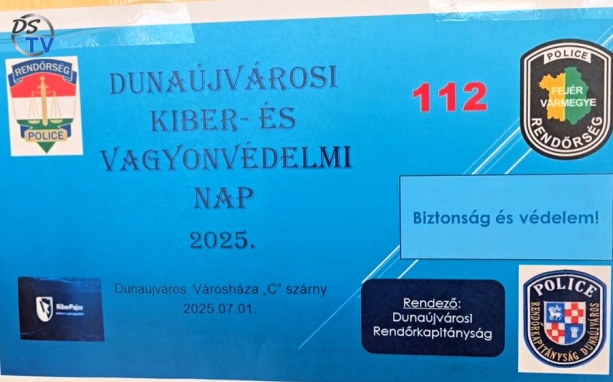 DS
TV
RENDŐRSÉG
POLICE
DUNAÚJVÁROSI
KIBER- ÉS
VAGYONVÉDELMI
NAP
2025.
112
POLICE
FEJÉR
VÁRMEGYE
RENDŐRSÉG
Biztonság és védelem!
KiberPajzs
Dunaújváros, Városháza „C” szárny
2025.07.01.
Rendező:
Dunaújvárosi
Rendőrkapitányság
POLICE
RENDŐRKAPITÁNYSÁG DUNAÚJVÁROS